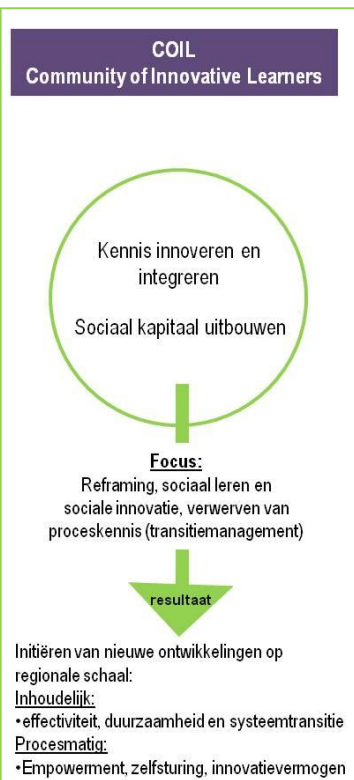 COIL
Community of Innovative Learners
Kennis innoveren en
integreren
Sociaal kapitaal uitbouwen
Focus:
Reframing, sociaal leren en
sociale innovatie, verwerven van
proceskennis (transitiemanagement)
resultaat
Initiëren van nieuwe ontwikkelingen op
regionale schaal:
Inhoudelijk:
•effectiviteit, duurzaamheid en systeemtransitie
Procesmatig:
•Empowerment, zelfsturing, innovatievermogen